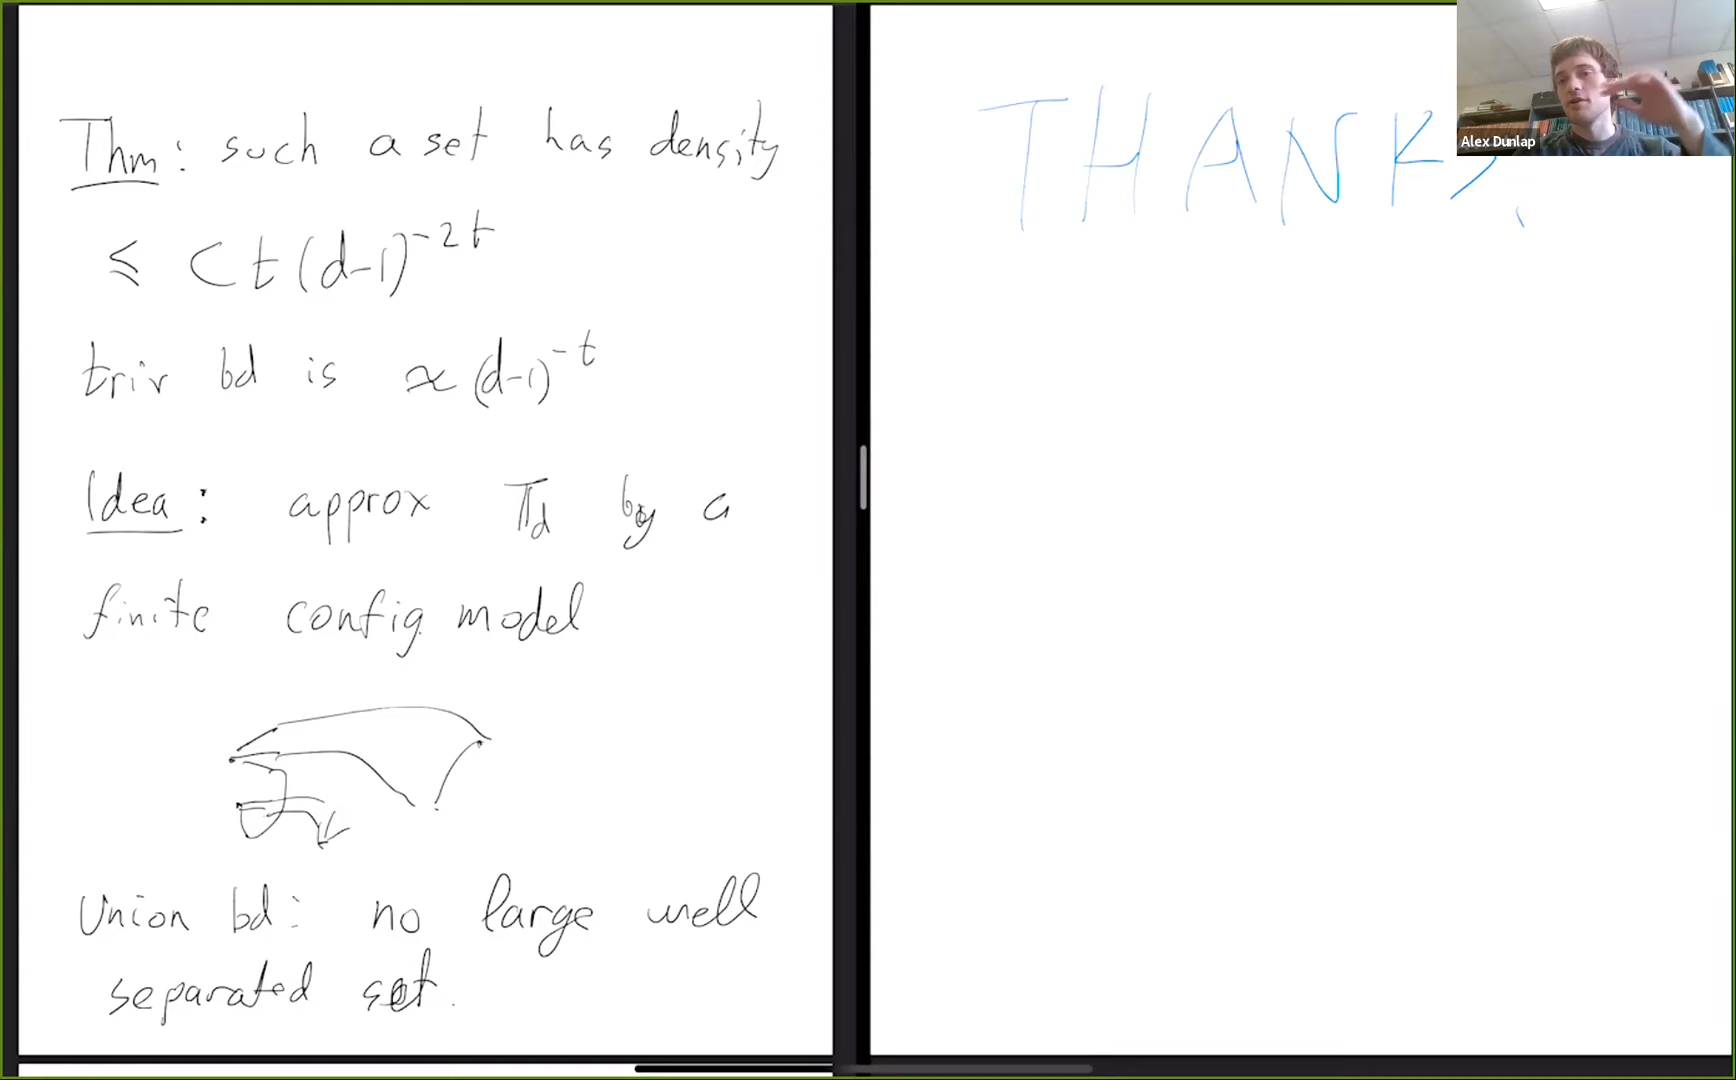 Thm: such a set has density
≤ Ct(d-1)^{-2t}
triv bd is ≈ (d-1)^{-t}
Idea: approx 𝕋_d by a
finite config model
Union bd: no large well
separated set.
THANKS.
Alex Dunlap